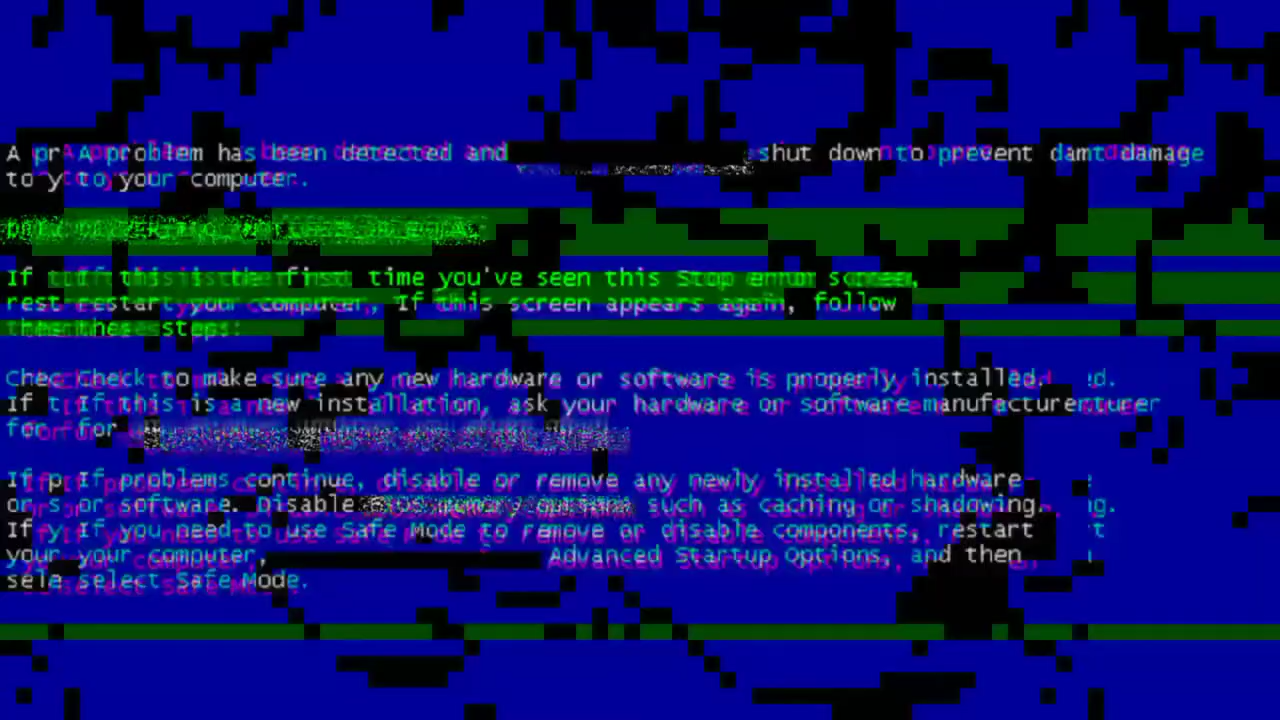 A pr A problem has been detected and shut down to prevent damt damage
to y to your computer.
If t If this is the first time you've seen this Stop error screen,
rest restart your computer, If this screen appears again, follow
thes these steps:
Chec Check to make sure any new hardware or software is properly installed. d.
If t If this is a new installation, ask your hardware or software manufacturerturer
for for
If p If problems continue, disable or remove any newly installed hardware
or s or software. Disable such as caching or shadowing. g.
If y If you need to use Safe Mode to remove or disable components, restart t
your your computer, Advanced Startup Options, and then
sele select Safe Mode.